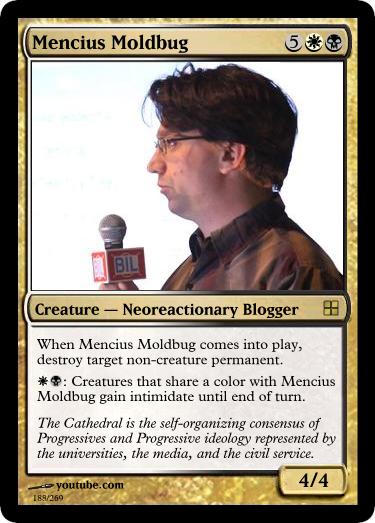 Mencius Moldbug 5
BIL
Creature — Neoreactionary Blogger
When Mencius Moldbug comes into play,
destroy target non-creature permanent.
: Creatures that share a color with Mencius
Moldbug gain intimidate until end of turn.
The Cathedral is the self-organizing consensus of
Progressives and Progressive ideology represented by
the universities, the media, and the civil service.
youtube.com
4/4
188/269